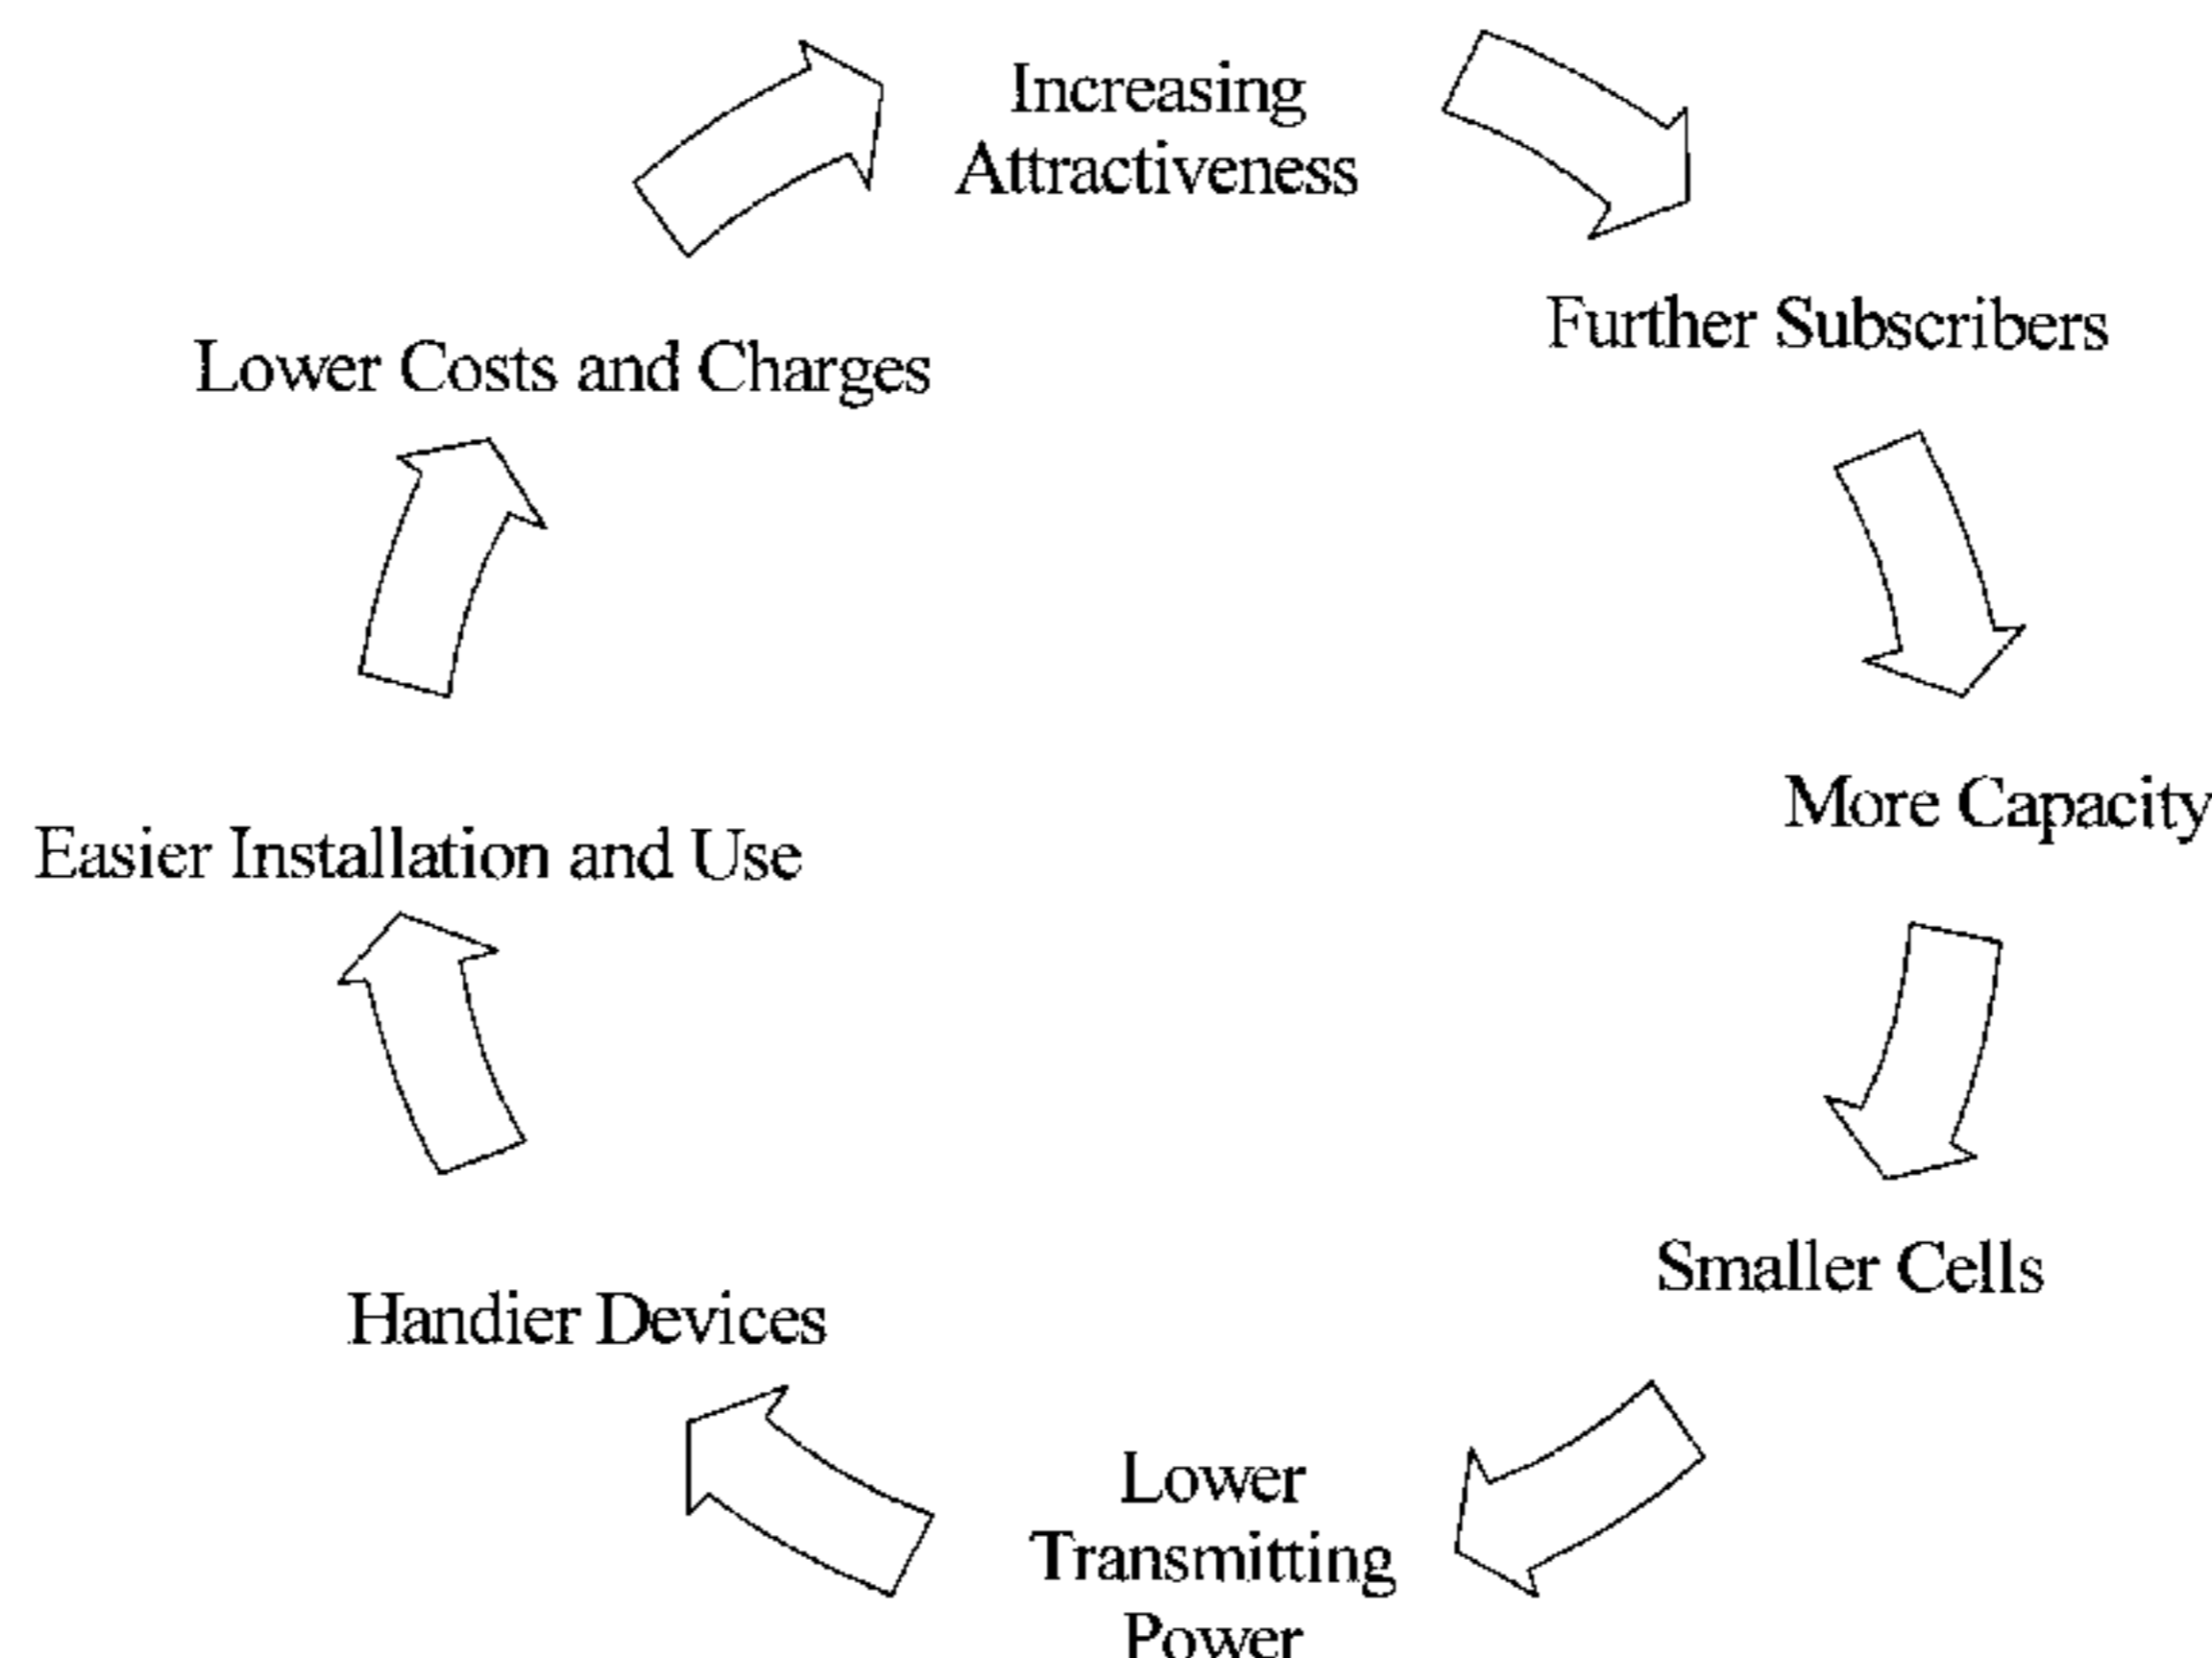 Increasing
Attractiveness
Further Subscribers
Lower Costs and Charges
More Capacity
Easier Installation and Use
Smaller Cells
Handier Devices
Lower
Transmitting
Power